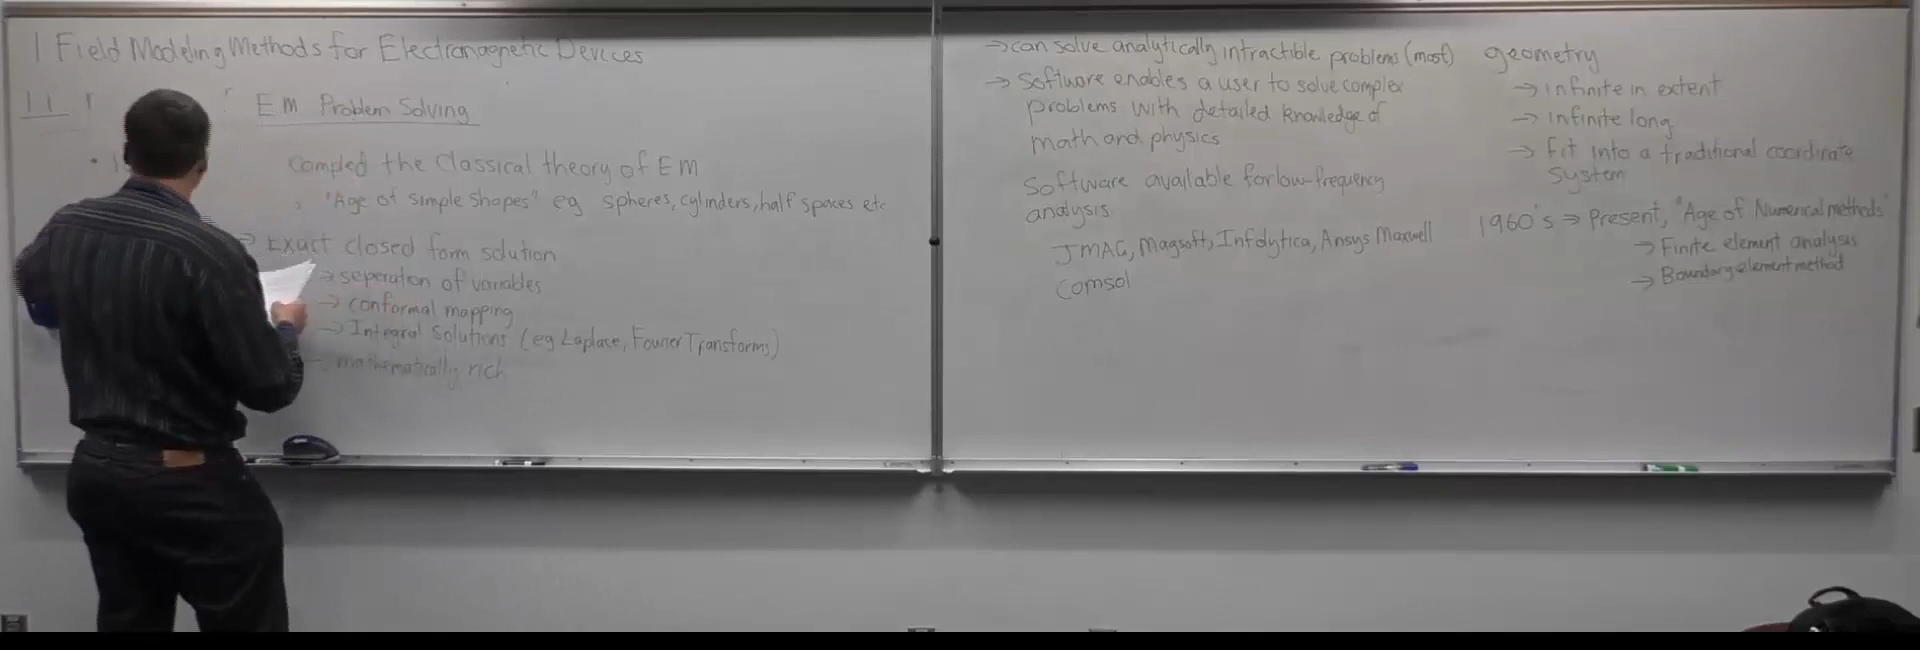 1 Field Modeling Methods for Electromagnetic Devices
1.1
EM Problem Solving
Compled the Classical theory of EM
"Age of simple shapes" eg spheres, cylinders, half spaces etc
→ Exact closed form solution
→ seperation of variables
→ conformal mapping
→ Integral Solutions (eg Laplace, Fourier Transforms)
mathematically rich
→ can solve analytically intractible problems (most)
→ Software enables a user to solve complex
problems with detailed knowledge of
math and physics
Software available for low-frequency
analysis
JMAG, Magsoft, Infolytica, Ansys Maxwell
Comsol
geometry
→ infinite in extent
→ infinite long
→ fit into a traditional coordinate
system
1960's ⇒ Present, "Age of Numerical methods"
→ Finite element analysis
→ Boundary element method